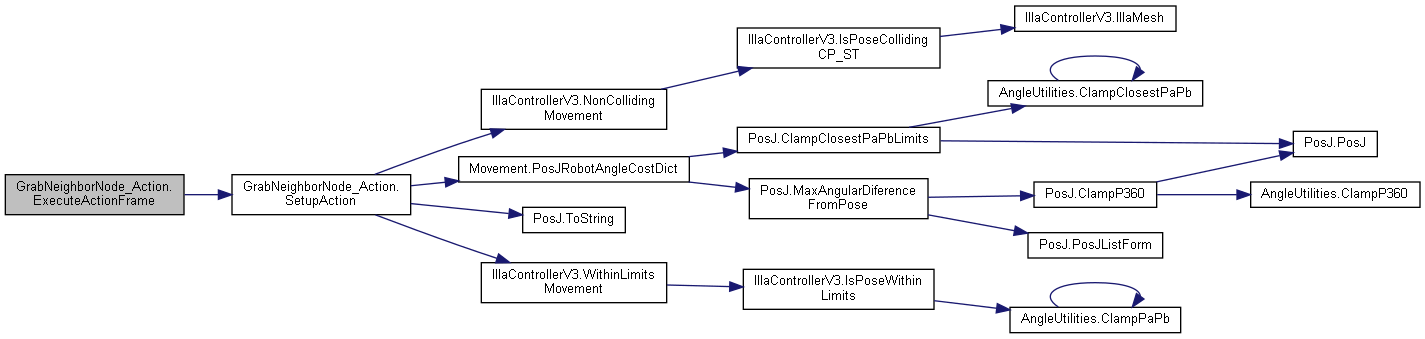 GrabNeighborNode_Action.
ExecuteActionFrame
GrabNeighborNode_Action.
SetupAction
IllaControllerV3.NonColliding
Movement
Movement.PosJRobotAngleCostDict
PosJ.ToString
IllaControllerV3.WithinLimits
Movement
IllaControllerV3.IsPoseColliding
CP_ST
PosJ.ClampClosestPaPbLimits
PosJ.MaxAngularDiference
FromPose
IllaControllerV3.IsPoseWithin
Limits
IllaControllerV3.IllaMesh
AngleUtilities.ClampClosestPaPb
PosJ.ClampP360
PosJ.PosJListForm
AngleUtilities.ClampPaPb
PosJ.PosJ
AngleUtilities.ClampP360